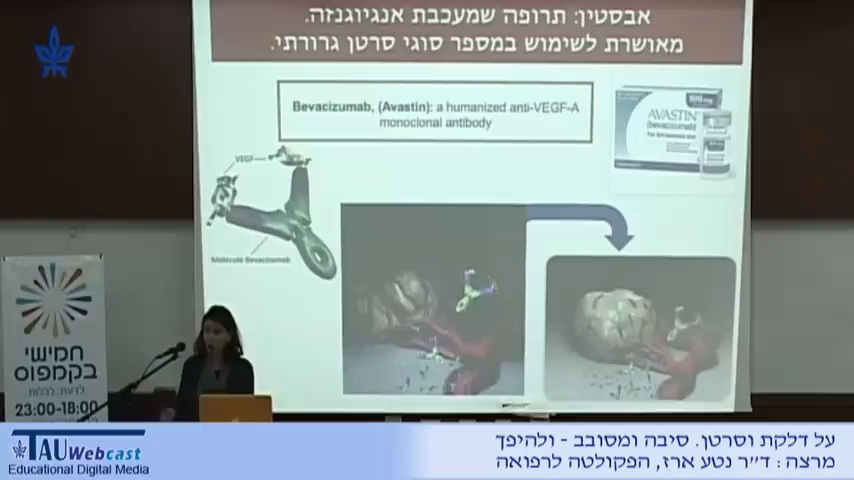 אבסטין: תרופה שמעכבת אנגיוגנזה.
מאושרת לשימוש במספר סוגי סרטן גרורתי.
Bevacizumab, (Avastin): a humanized anti-VEGF-A
monoclonal antibody
AVASTIN
(bevacizumab)
VEGF
Molécule Bevacizumab
חמישי
בקמפוס
23:00-18:00
TAU Webcast
Educational Digital Media
על דלקת וסרטן. סיבה ומסובב - ולהיפך
מרצה: ד״ר נטע ארז, הפקולטה לרפואה